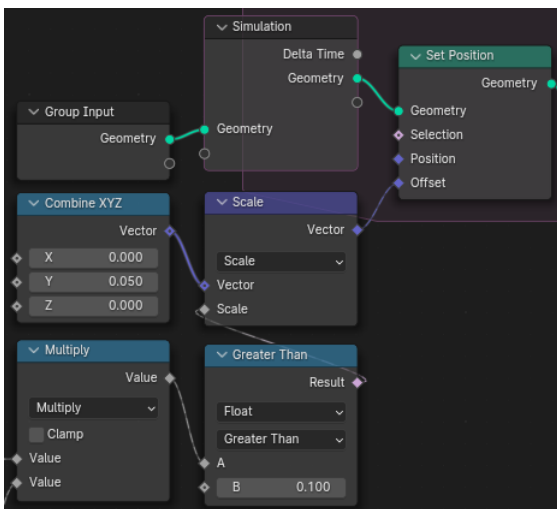 Simulation
Delta Time
Geometry
Geometry
Set Position
Geometry
Geometry
Selection
Position
Offset
Group Input
Geometry
Combine XYZ
Vector
X 0.000
Y 0.050
Z 0.000
Scale
Vector
Scale
Vector
Scale
Multiply
Value
Multiply
Clamp
Value
Value
Greater Than
Result
Float
Greater Than
A
B 0.100